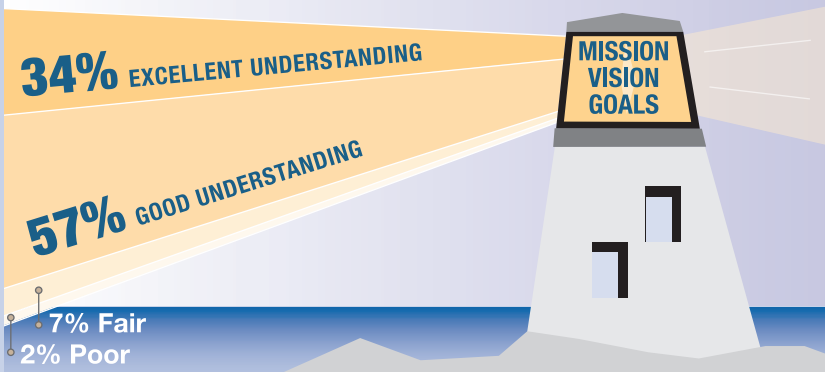 34% EXCELLENT UNDERSTANDING
57% GOOD UNDERSTANDING
7% Fair
2% Poor
MISSION
VISION
GOALS